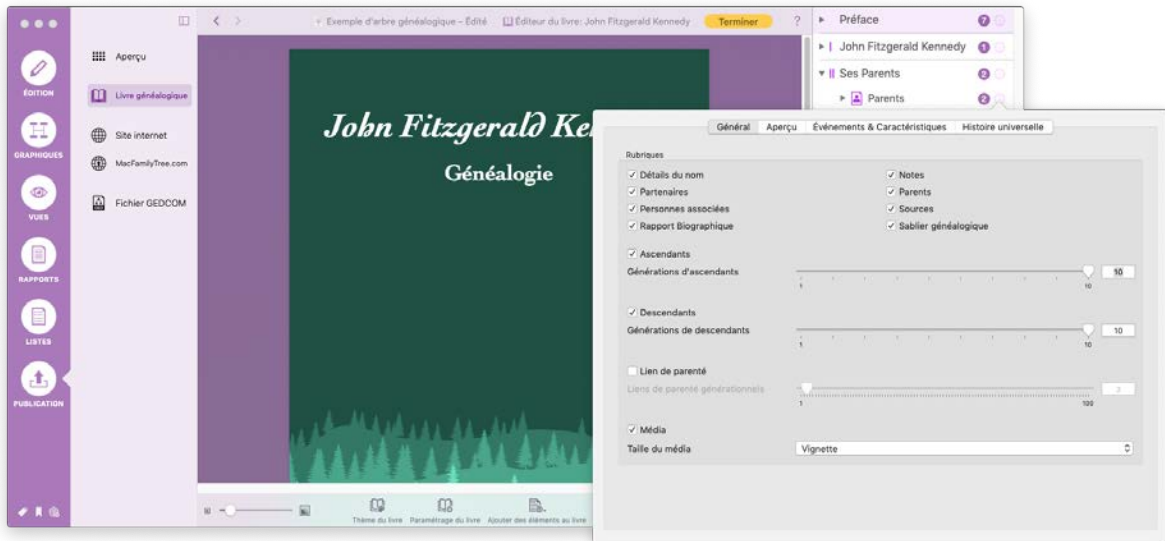 Exemple d'arbre généalogique – Édité
Éditeur du livre: John Fitzgerald Kennedy
Terminer
?
ÉDITION
GRAPHIQUES
VUES
RAPPORTS
LISTES
PUBLICATION
Aperçu
Livre généalogique
Site internet
MacFamilyTree.com
Fichier GEDCOM
John Fitzgerald Ke
Généalogie
Thème du livre
Paramétrage du livre
Ajouter des éléments au livre
Préface
7
John Fitzgerald Kennedy
1
Ses Parents
2
Parents
2
Général
Aperçu
Événements & Caractéristiques
Histoire universelle
Rubriques
Détails du nom
Notes
Partenaires
Parents
Personnes associées
Sources
Rapport Biographique
Sablier généalogique
Ascendants
Générations d'ascendants
10
1
10
Descendants
Générations de descendants
10
1
10
Lien de parenté
Liens de parenté générationnels
1
100
Média
Taille du média
Vignette